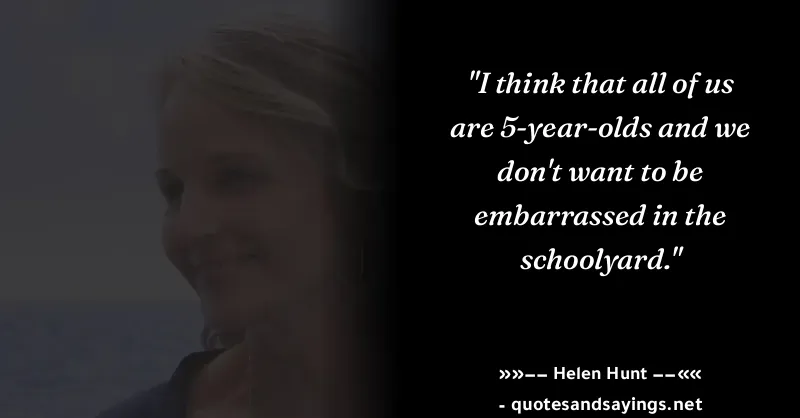 "I think that all of us
are 5-year-olds and we
don't want to be
embarrassed in the
schoolyard."
»»−− Helen Hunt −−««
- quotesandsayings.net